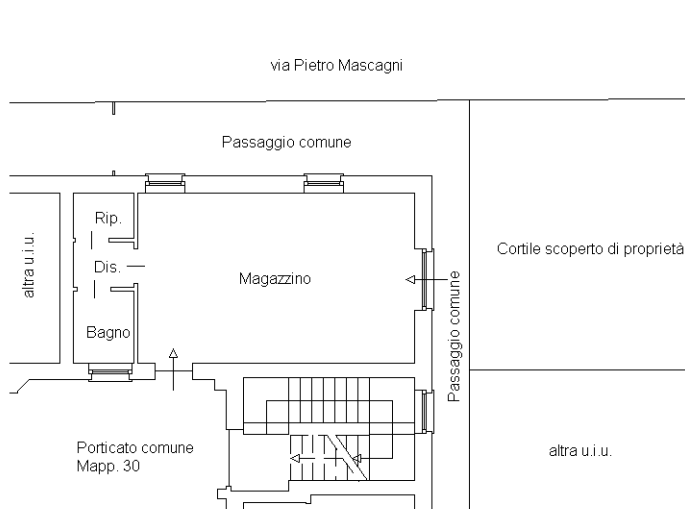 via Pietro Mascagni
Passaggio comune
Rip.
altra u.i.u.
Dis.
Magazzino
Cortile scoperto di proprietà
Passaggio comune
Bagno
Porticato comune
Mapp. 30
altra u.i.u.